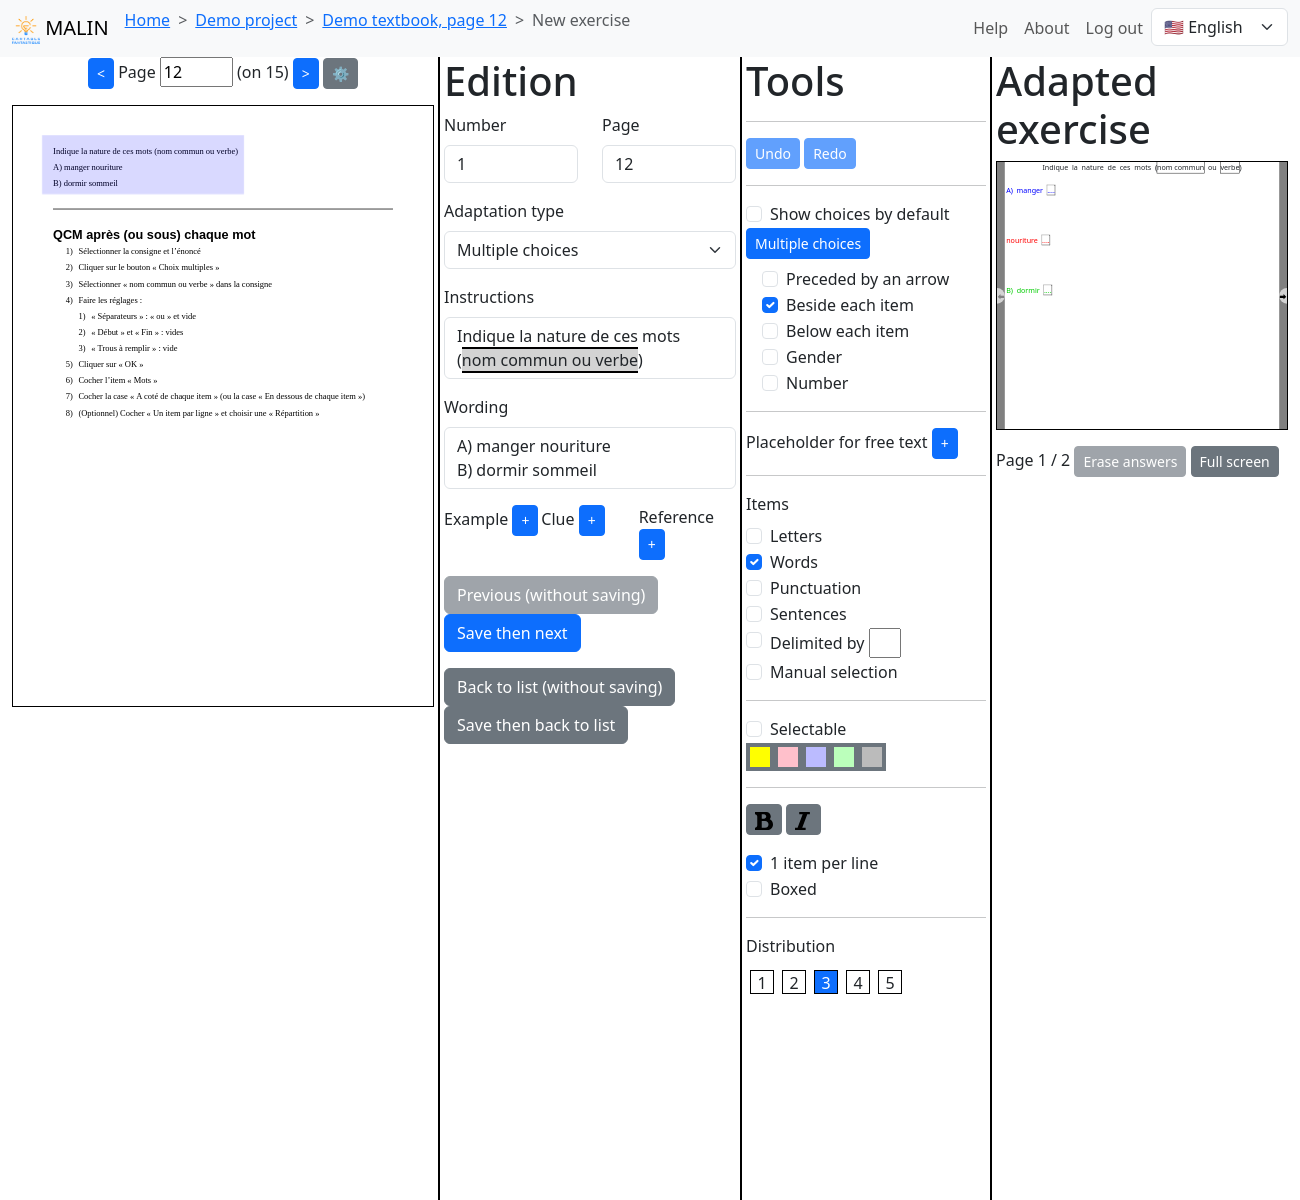 MALIN
Home > Demo project > Demo textbook, page 12 > New exercise
Help About Log out 🇺🇸 English
< Page 12 (on 15) > ⚙️
Indique la nature de ces mots (nom commun ou verbe)
A) manger nouriture
B) dormir sommeil
QCM après (ou sous) chaque mot
1) Sélectionner la consigne et l’énoncé
2) Cliquer sur le bouton « Choix multiples »
3) Sélectionner « nom commun ou verbe » dans la consigne
4) Faire les réglages :
1) « Séparateurs » : « ou » et vide
2) « Début » et « Fin » : vides
3) « Trous à remplir » : vide
5) Cliquer sur « OK »
6) Cocher l’item « Mots »
7) Cocher la case « A coté de chaque item » (ou la case « En dessous de chaque item »)
8) (Optionnel) Cocher « Un item par ligne » et choisir une « Répartition »
Edition
Number Page
1 12
Adaptation type
Multiple choices
Instructions
Indique la nature de ces mots
(nom commun ou verbe)
Wording
A) manger nouriture
B) dormir sommeil
Example + Clue + Reference
+
Previous (without saving)
Save then next
Back to list (without saving)
Save then back to list
Tools
Undo Redo
Show choices by default
Multiple choices
Preceded by an arrow
Beside each item
Below each item
Gender
Number
Placeholder for free text +
Items
Letters
Words
Punctuation
Sentences
Delimited by
Manual selection
Selectable
B I
1 item per line
Boxed
Distribution
1 2 3 4 5
Adapted
exercise
Indique la nature de ces mots (nom commun ou verbe)
A) manger ....
nouriture ....
B) dormir ....
Page 1 / 2 Erase answers Full screen